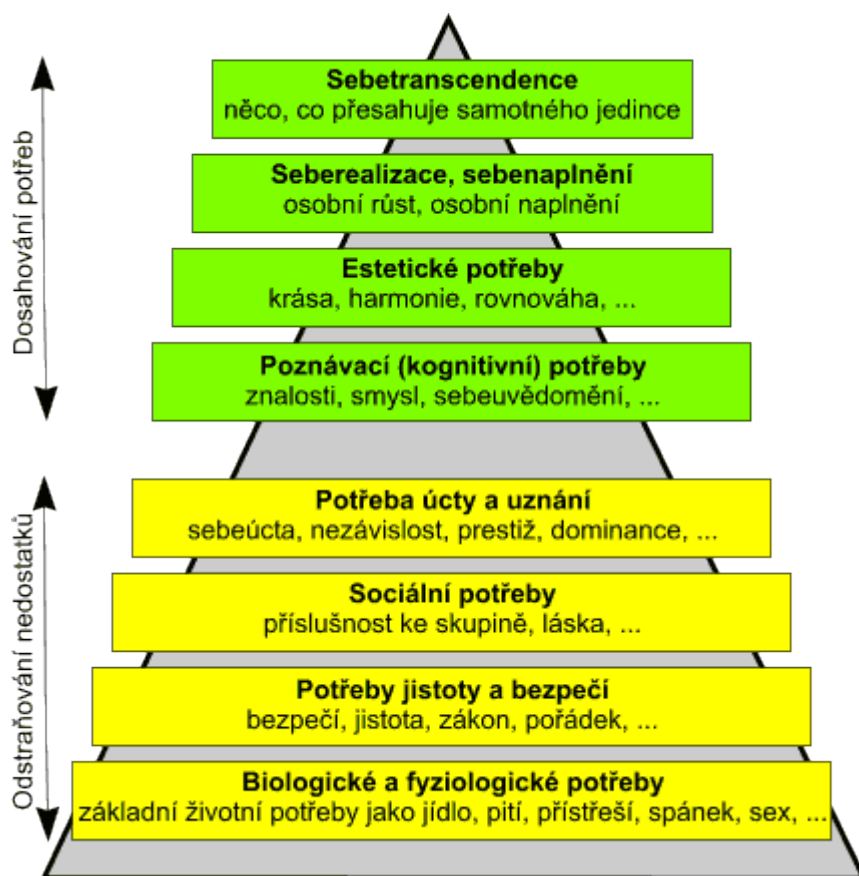 Dosahování potřeb
Sebetranscendence
něco, co přesahuje samotného jedince
Seberealizace, sebenaplnění
osobní růst, osobní naplnění
Estetické potřeby
krása, harmonie, rovnováha, ...
Poznávací (kognitivní) potřeby
znalosti, smysl, sebeuvědomění, ...
Odstraňování nedostatků
Potřeba úcty a uznání
sebeúcta, nezávislost, prestiž, dominance, ...
Sociální potřeby
příslušnost ke skupině, láska, ...
Potřeby jistoty a bezpečí
bezpečí, jistota, zákon, pořádek, ...
Biologické a fyziologické potřeby
základní životní potřeby jako jídlo, pití, přístřeší, spánek, sex, ...